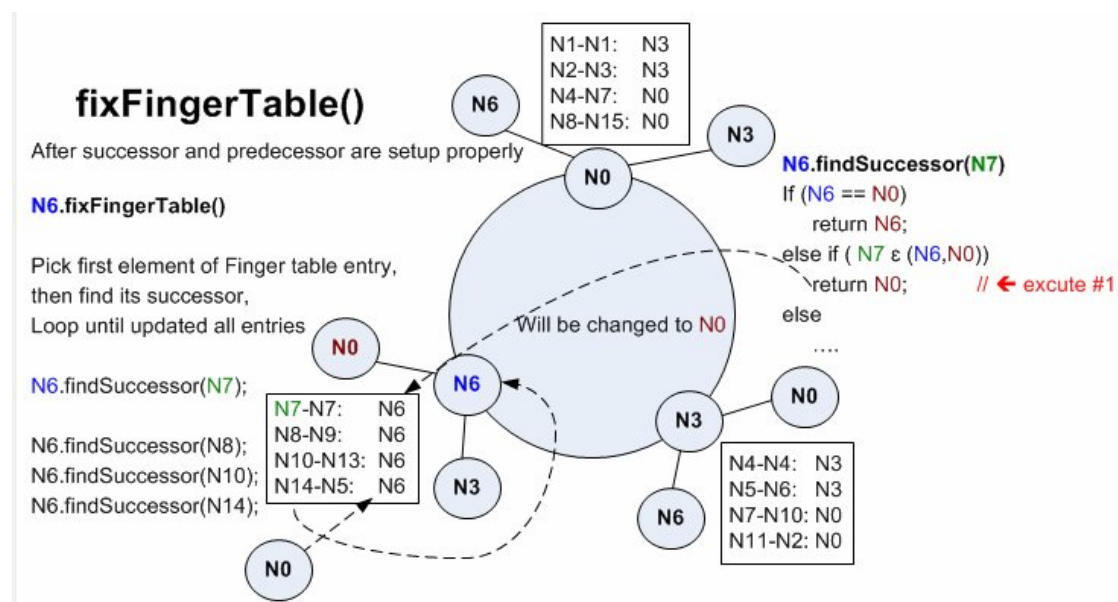 fixFingerTable()
After successor and predecessor are setup properly
N6.fixFingerTable()
Pick first element of Finger table entry,
then find its successor,
Loop until updated all entries
N6.findSuccessor(N7);
N6.findSuccessor(N8);
N6.findSuccessor(N10);
N6.findSuccessor(N14);
N6
N1-N1: N3
N2-N3: N3
N4-N7: N0
N8-N15: N0
N3
N0
N6.findSuccessor(N7)
If (N6 == N0)
return N6;
else if ( N7 ε (N6,N0))
return N0; // ← excute #1
else
....
Will be changed to N0
N0
N6
N7-N7: N6
N8-N9: N6
N10-N13: N6
N14-N5: N6
N3
N0
N3
N0
N6
N4-N4: N3
N5-N6: N3
N7-N10: N0
N11-N2: N0